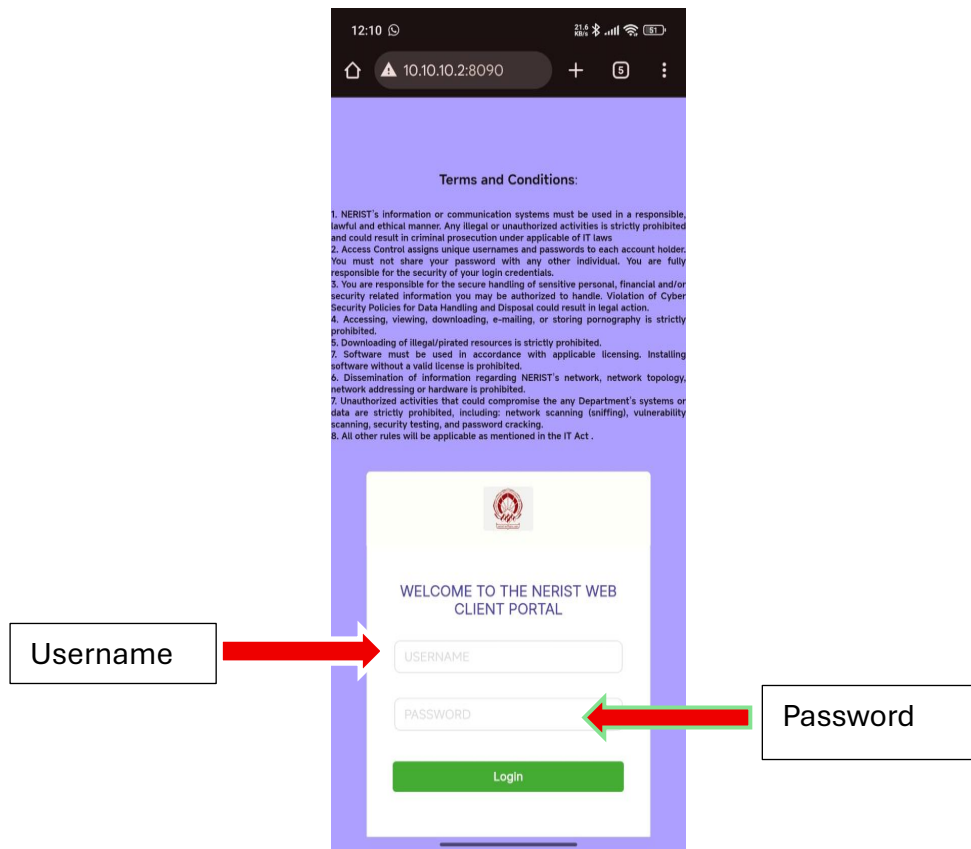 12:10
21.6
KB/s
51
10.10.10.2:8090
5
Terms and Conditions:
1. NERIST's information or communication systems must be used in a responsible,
lawful and ethical manner. Any illegal or unauthorized activities is strictly prohibited
and could result in criminal prosecution under applicable of IT laws
2. Access Control assigns unique usernames and passwords to each account holder.
You must not share your password with any other individual. You are fully
responsible for the security of your login credentials.
3. You are responsible for the secure handling of sensitive personal, financial and/or
security related information you may be authorized to handle. Violation of Cyber
Security Policies for Data Handling and Disposal could result in legal action.
4. Accessing, viewing, downloading, e-mailing, or storing pornography is strictly
prohibited.
5. Downloading of illegal/pirated resources is strictly prohibited.
7. Software must be used in accordance with applicable licensing. Installing
software without a valid license is prohibited.
6. Dissemination of information regarding NERIST's network, network topology,
network addressing or hardware is prohibited.
7. Unauthorized activities that could compromise the any Department's systems or
data are strictly prohibited, including: network scanning (sniffing), vulnerability
scanning, security testing, and password cracking.
8. All other rules will be applicable as mentioned in the IT Act .
WELCOME TO THE NERIST WEB
CLIENT PORTAL
Username
USERNAME
PASSWORD
Password
Login